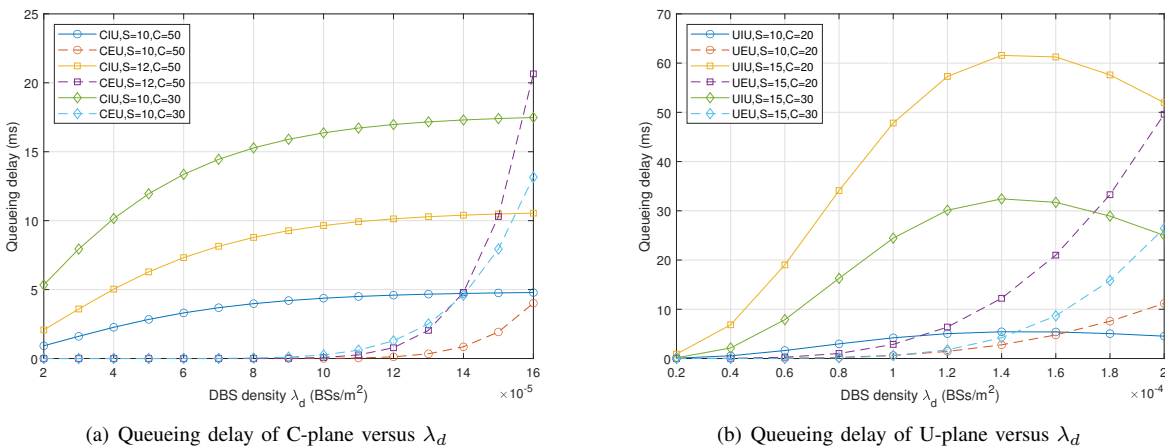 25
20
15
10
5
0
Queueing delay (ms)
CIU,S=10,C=50
CEU,S=10,C=50
CIU,S=12,C=50
CEU,S=12,C=50
CIU,S=10,C=30
CEU,S=10,C=30
2 4 6 8 10 12 14 16
DBS density λ_d (BSs/m²)
×10⁻⁵
(a) Queueing delay of C-plane versus λ_d
70
60
50
40
30
20
10
0
Queueing delay (ms)
UIU,S=10,C=20
UEU,S=10,C=20
UIU,S=15,C=20
UEU,S=15,C=20
UIU,S=15,C=30
UEU,S=15,C=30
0.2 0.4 0.6 0.8 1 1.2 1.4 1.6 1.8 2
DBS density λ_d (BSs/m²)
×10⁻⁴
(b) Queueing delay of U-plane versus λ_d